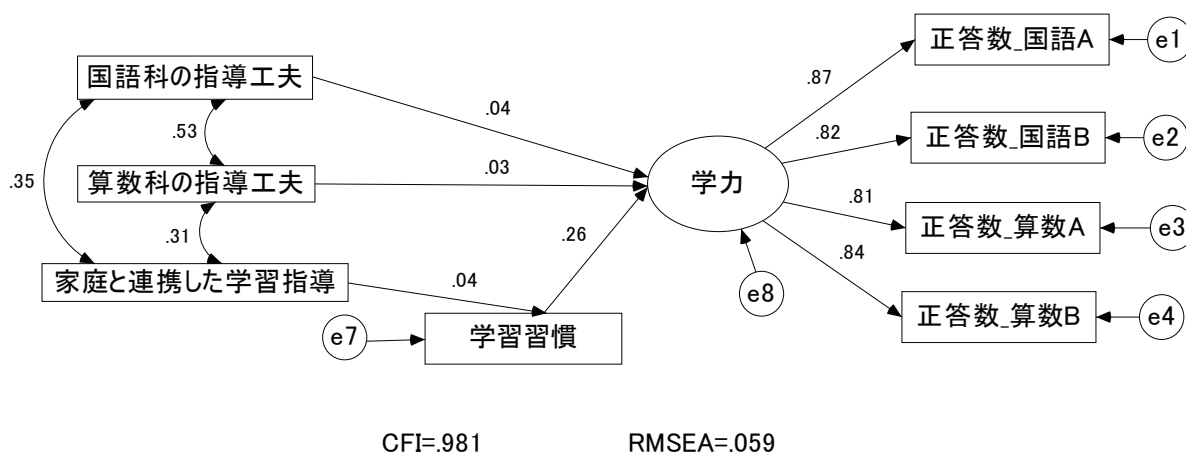 正答数_国語A
e1
国語科の指導工夫
.87
.04
.82
正答数_国語B
e2
.53
.35
算数科の指導工夫
.03
学力
.81
正答数_算数A
e3
.31
.26
.84
家庭と連携した学習指導
.04
e8
正答数_算数B
e4
e7
学習習慣
CFI=.981
RMSEA=.059